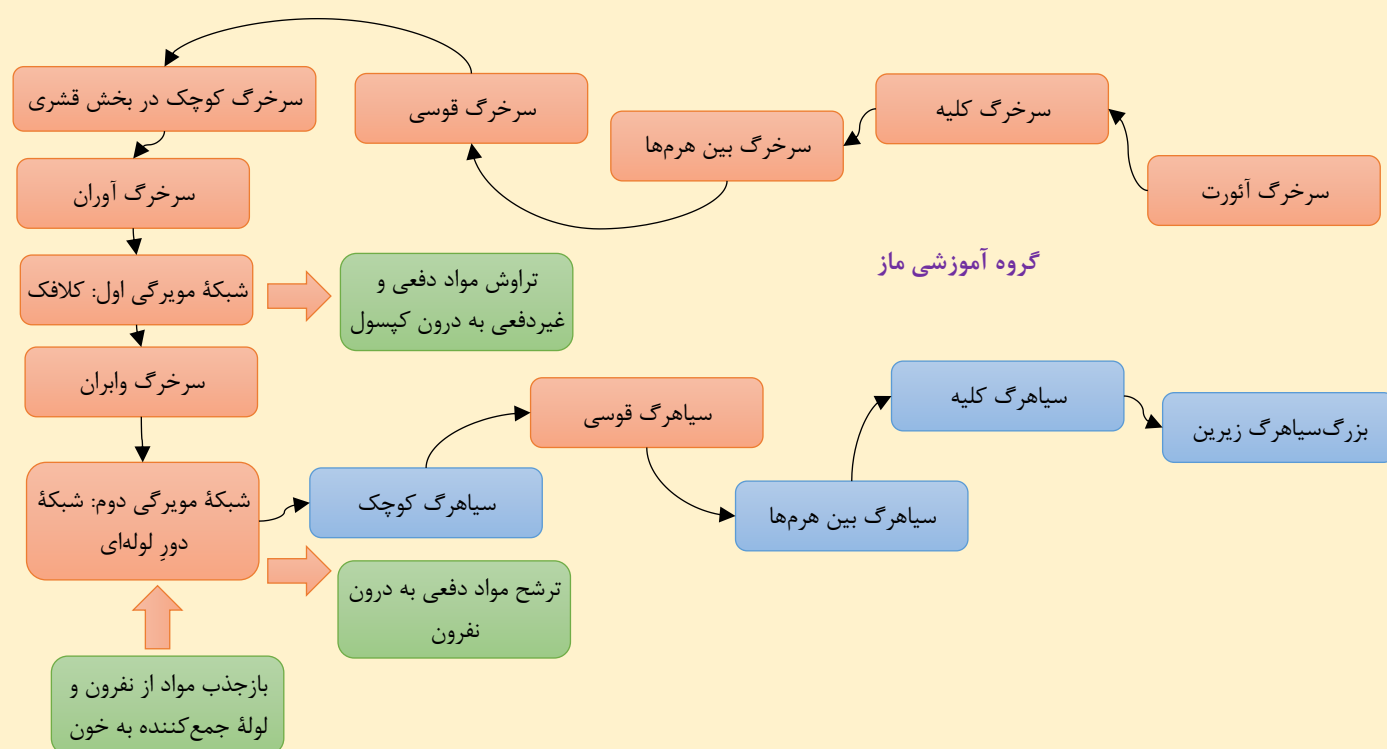 سرخرگ آئورت
سرخرگ کلیه
سرخرگ بین هرم‌ها
سرخرگ قوسی
سرخرگ کوچک در بخش قشری
سرخرگ آوران
شبکهٔ مویرگی اول: کلافک
تراوش مواد دفعی و
غیردفعی به درون کپسول
گروه آموزشی ماز
سرخرگ وابران
شبکهٔ مویرگی دوم: شبکهٔ
دورِ لوله‌ای
ترشح مواد دفعی به درون
نفرون
بازجذب مواد از نفرون و
لولهٔ جمع‌کننده به خون
سیاهرگ کوچک
سیاهرگ قوسی
سیاهرگ بین هرم‌ها
سیاهرگ کلیه
بزرگ‌سیاهرگ زیرین